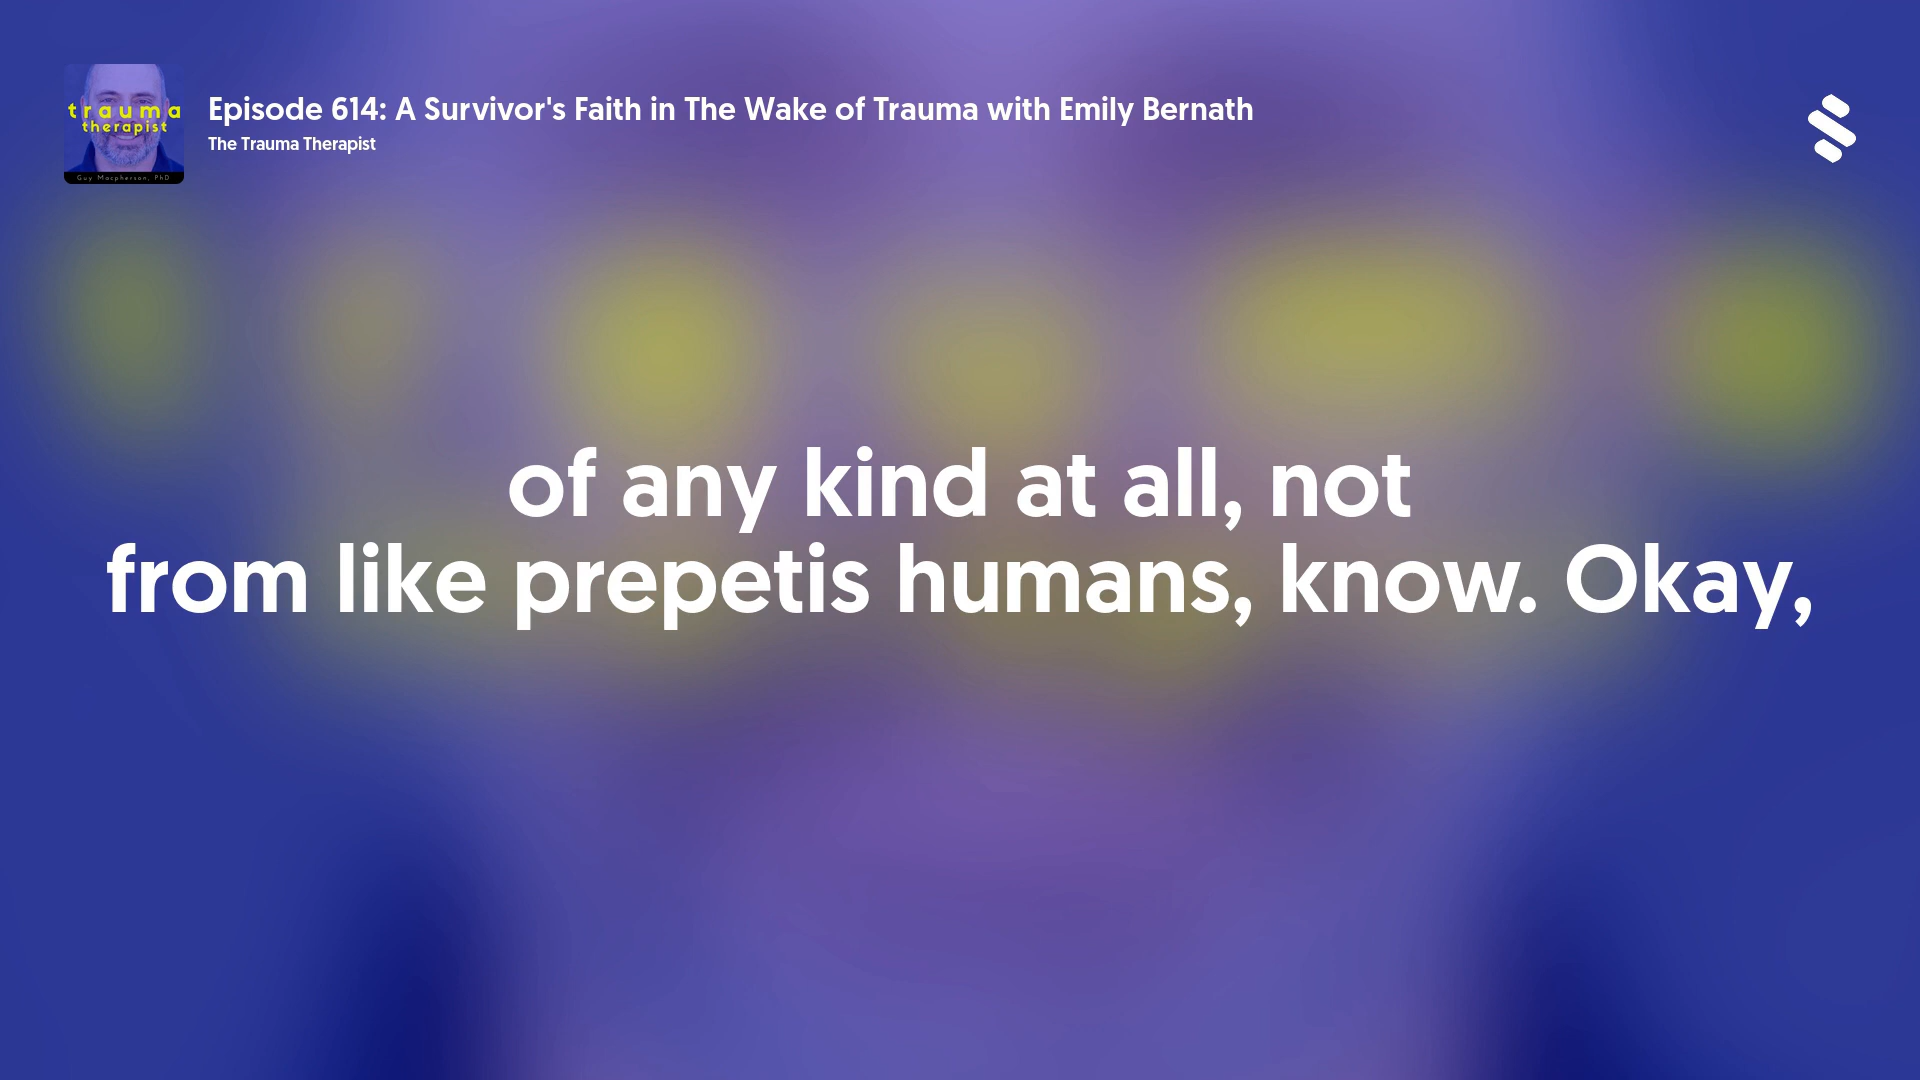 trauma
therapist
Guy Macpherson, PhD
Episode 614: A Survivor's Faith in The Wake of Trauma with Emily Bernath
The Trauma Therapist
of any kind at all, not
from like prepetis humans, know. Okay,